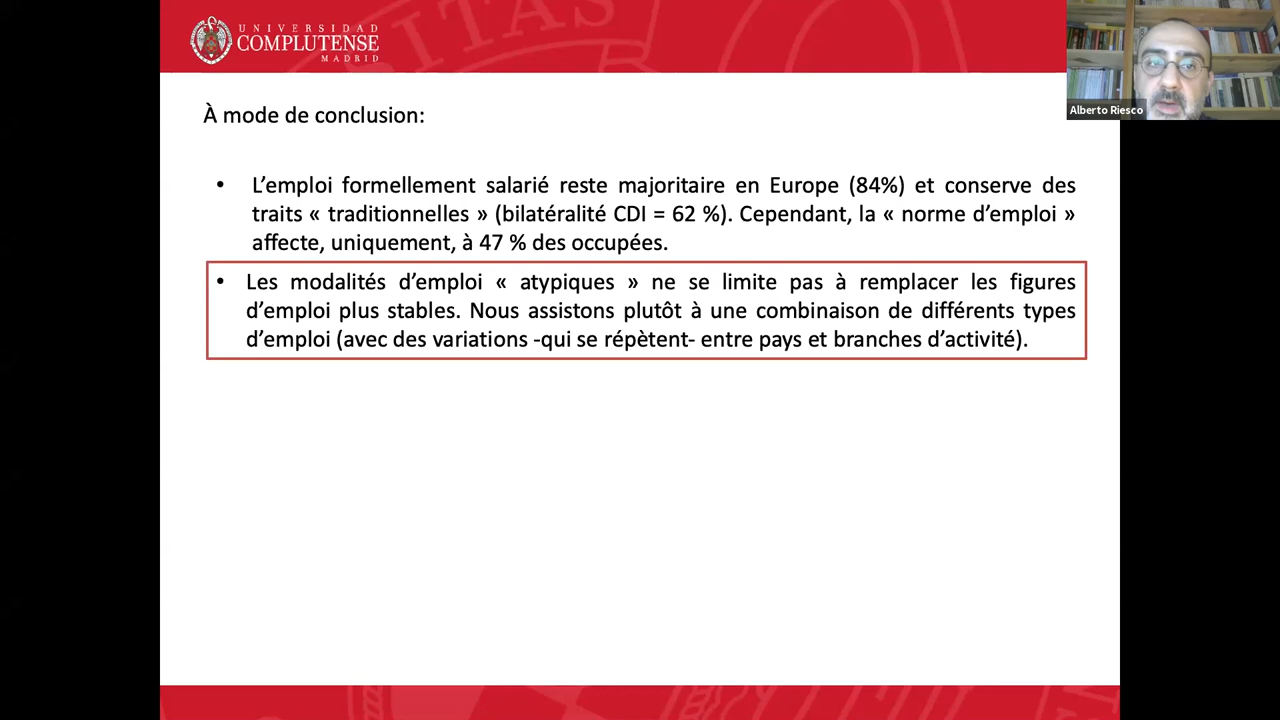 UNIVERSIDAD
COMPLUTENSE
MADRID
Alberto Riesco
À mode de conclusion:
• L’emploi formellement salarié reste majoritaire en Europe (84%) et conserve des
traits « traditionnelles » (bilatéralité CDI = 62 %). Cependant, la « norme d’emploi »
affecte, uniquement, à 47 % des occupées.
• Les modalités d’emploi « atypiques » ne se limite pas à remplacer les figures
d’emploi plus stables. Nous assistons plutôt à une combinaison de différents types
d’emploi (avec des variations -qui se répètent- entre pays et branches d’activité).